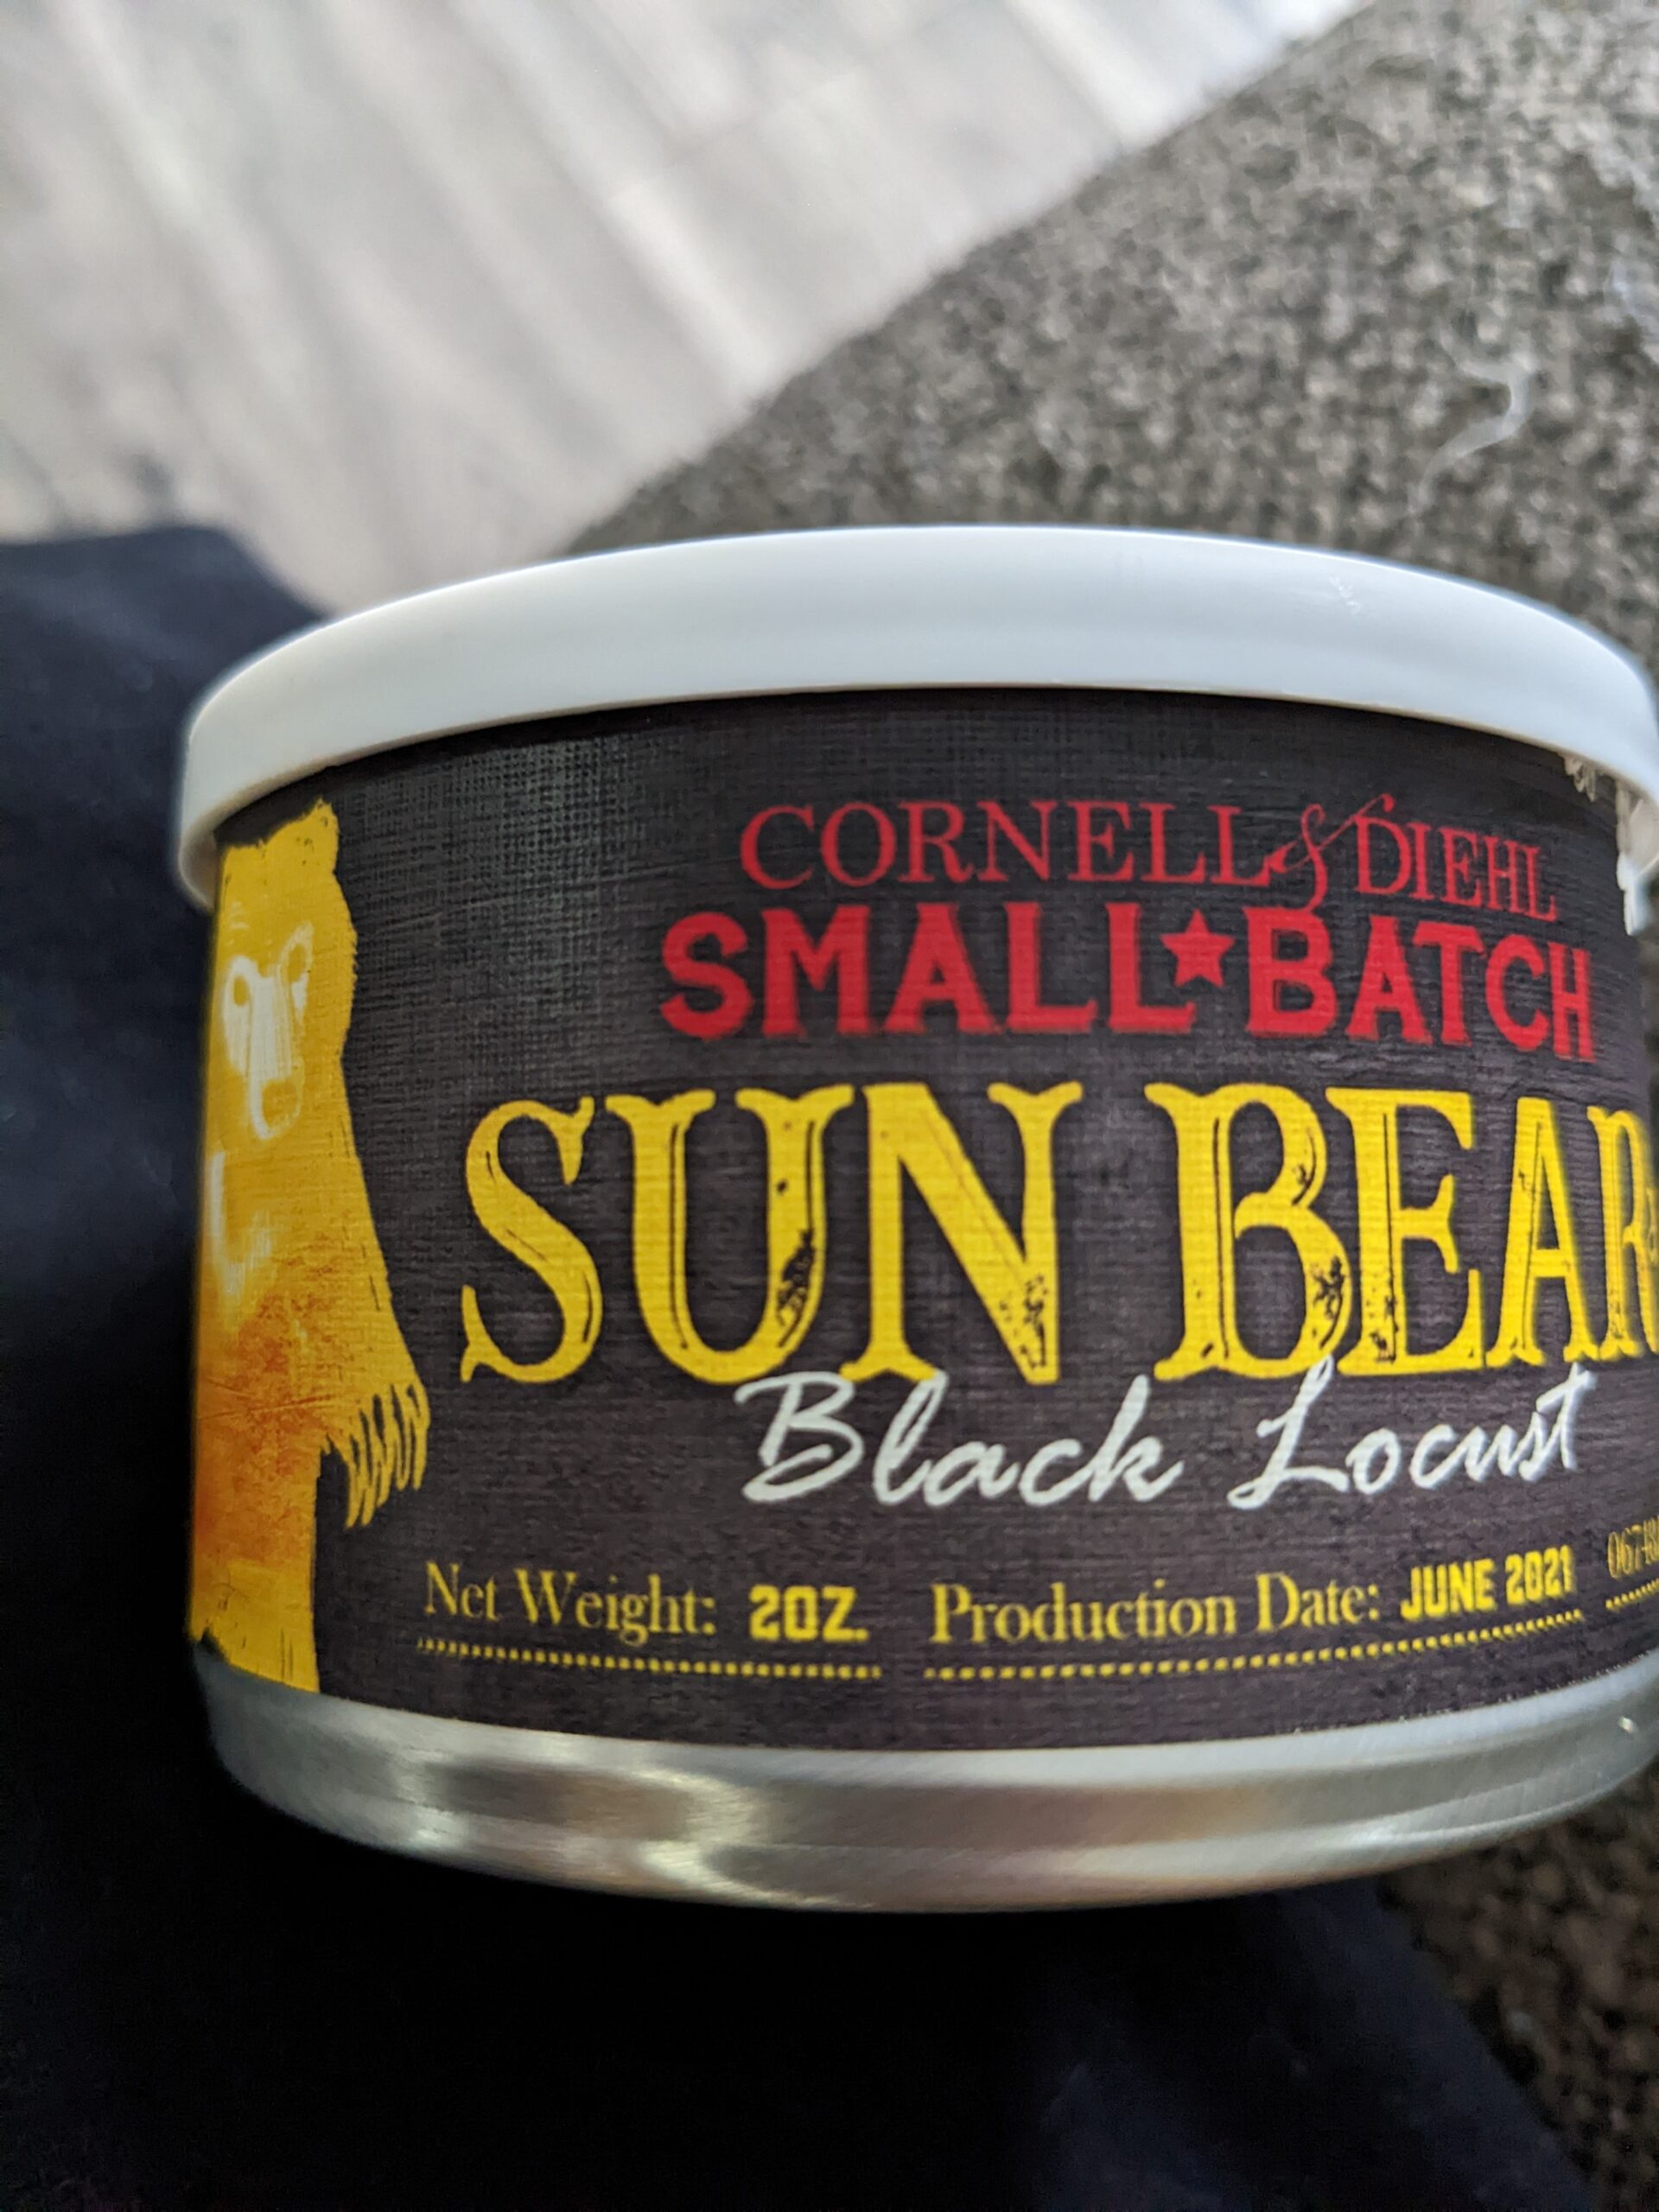 CORNELL & DIEHL
SMALL★BATCH
SUN BEAR
Black Locust
Net Weight: 2OZ. Production Date: JUNE 2021